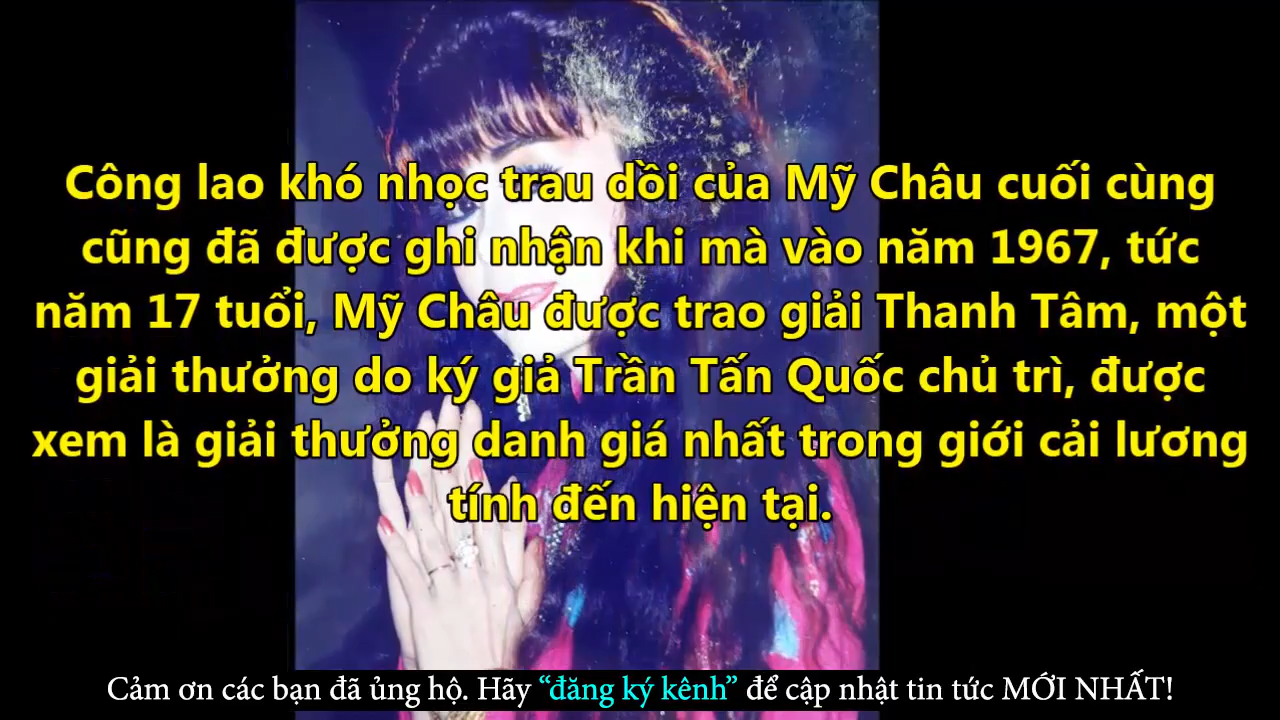 Công lao khó nhọc trau dồi của Mỹ Châu cuối cùng
cũng đã được ghi nhận khi mà vào năm 1967, tức
năm 17 tuổi, Mỹ Châu được trao giải Thanh Tâm, một
giải thưởng do ký giả Trần Tấn Quốc chủ trì, được
xem là giải thưởng danh giá nhất trong giới cải lương
tính đến hiện tại.
Cảm ơn các bạn đã ủng hộ. Hãy “đăng ký kênh” để cập nhật tin tức MỚI NHẤT!